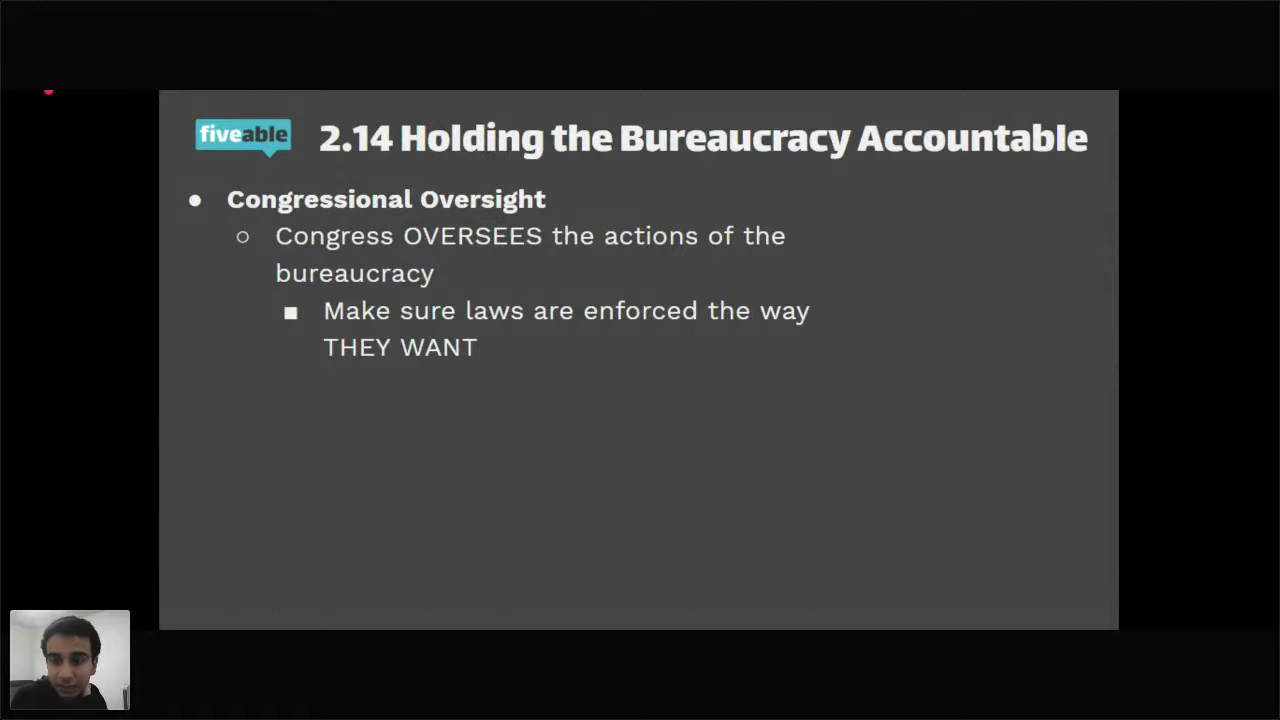 fiveable
2.14 Holding the Bureaucracy Accountable
● Congressional Oversight
○ Congress OVERSEES the actions of the
bureaucracy
■ Make sure laws are enforced the way
THEY WANT